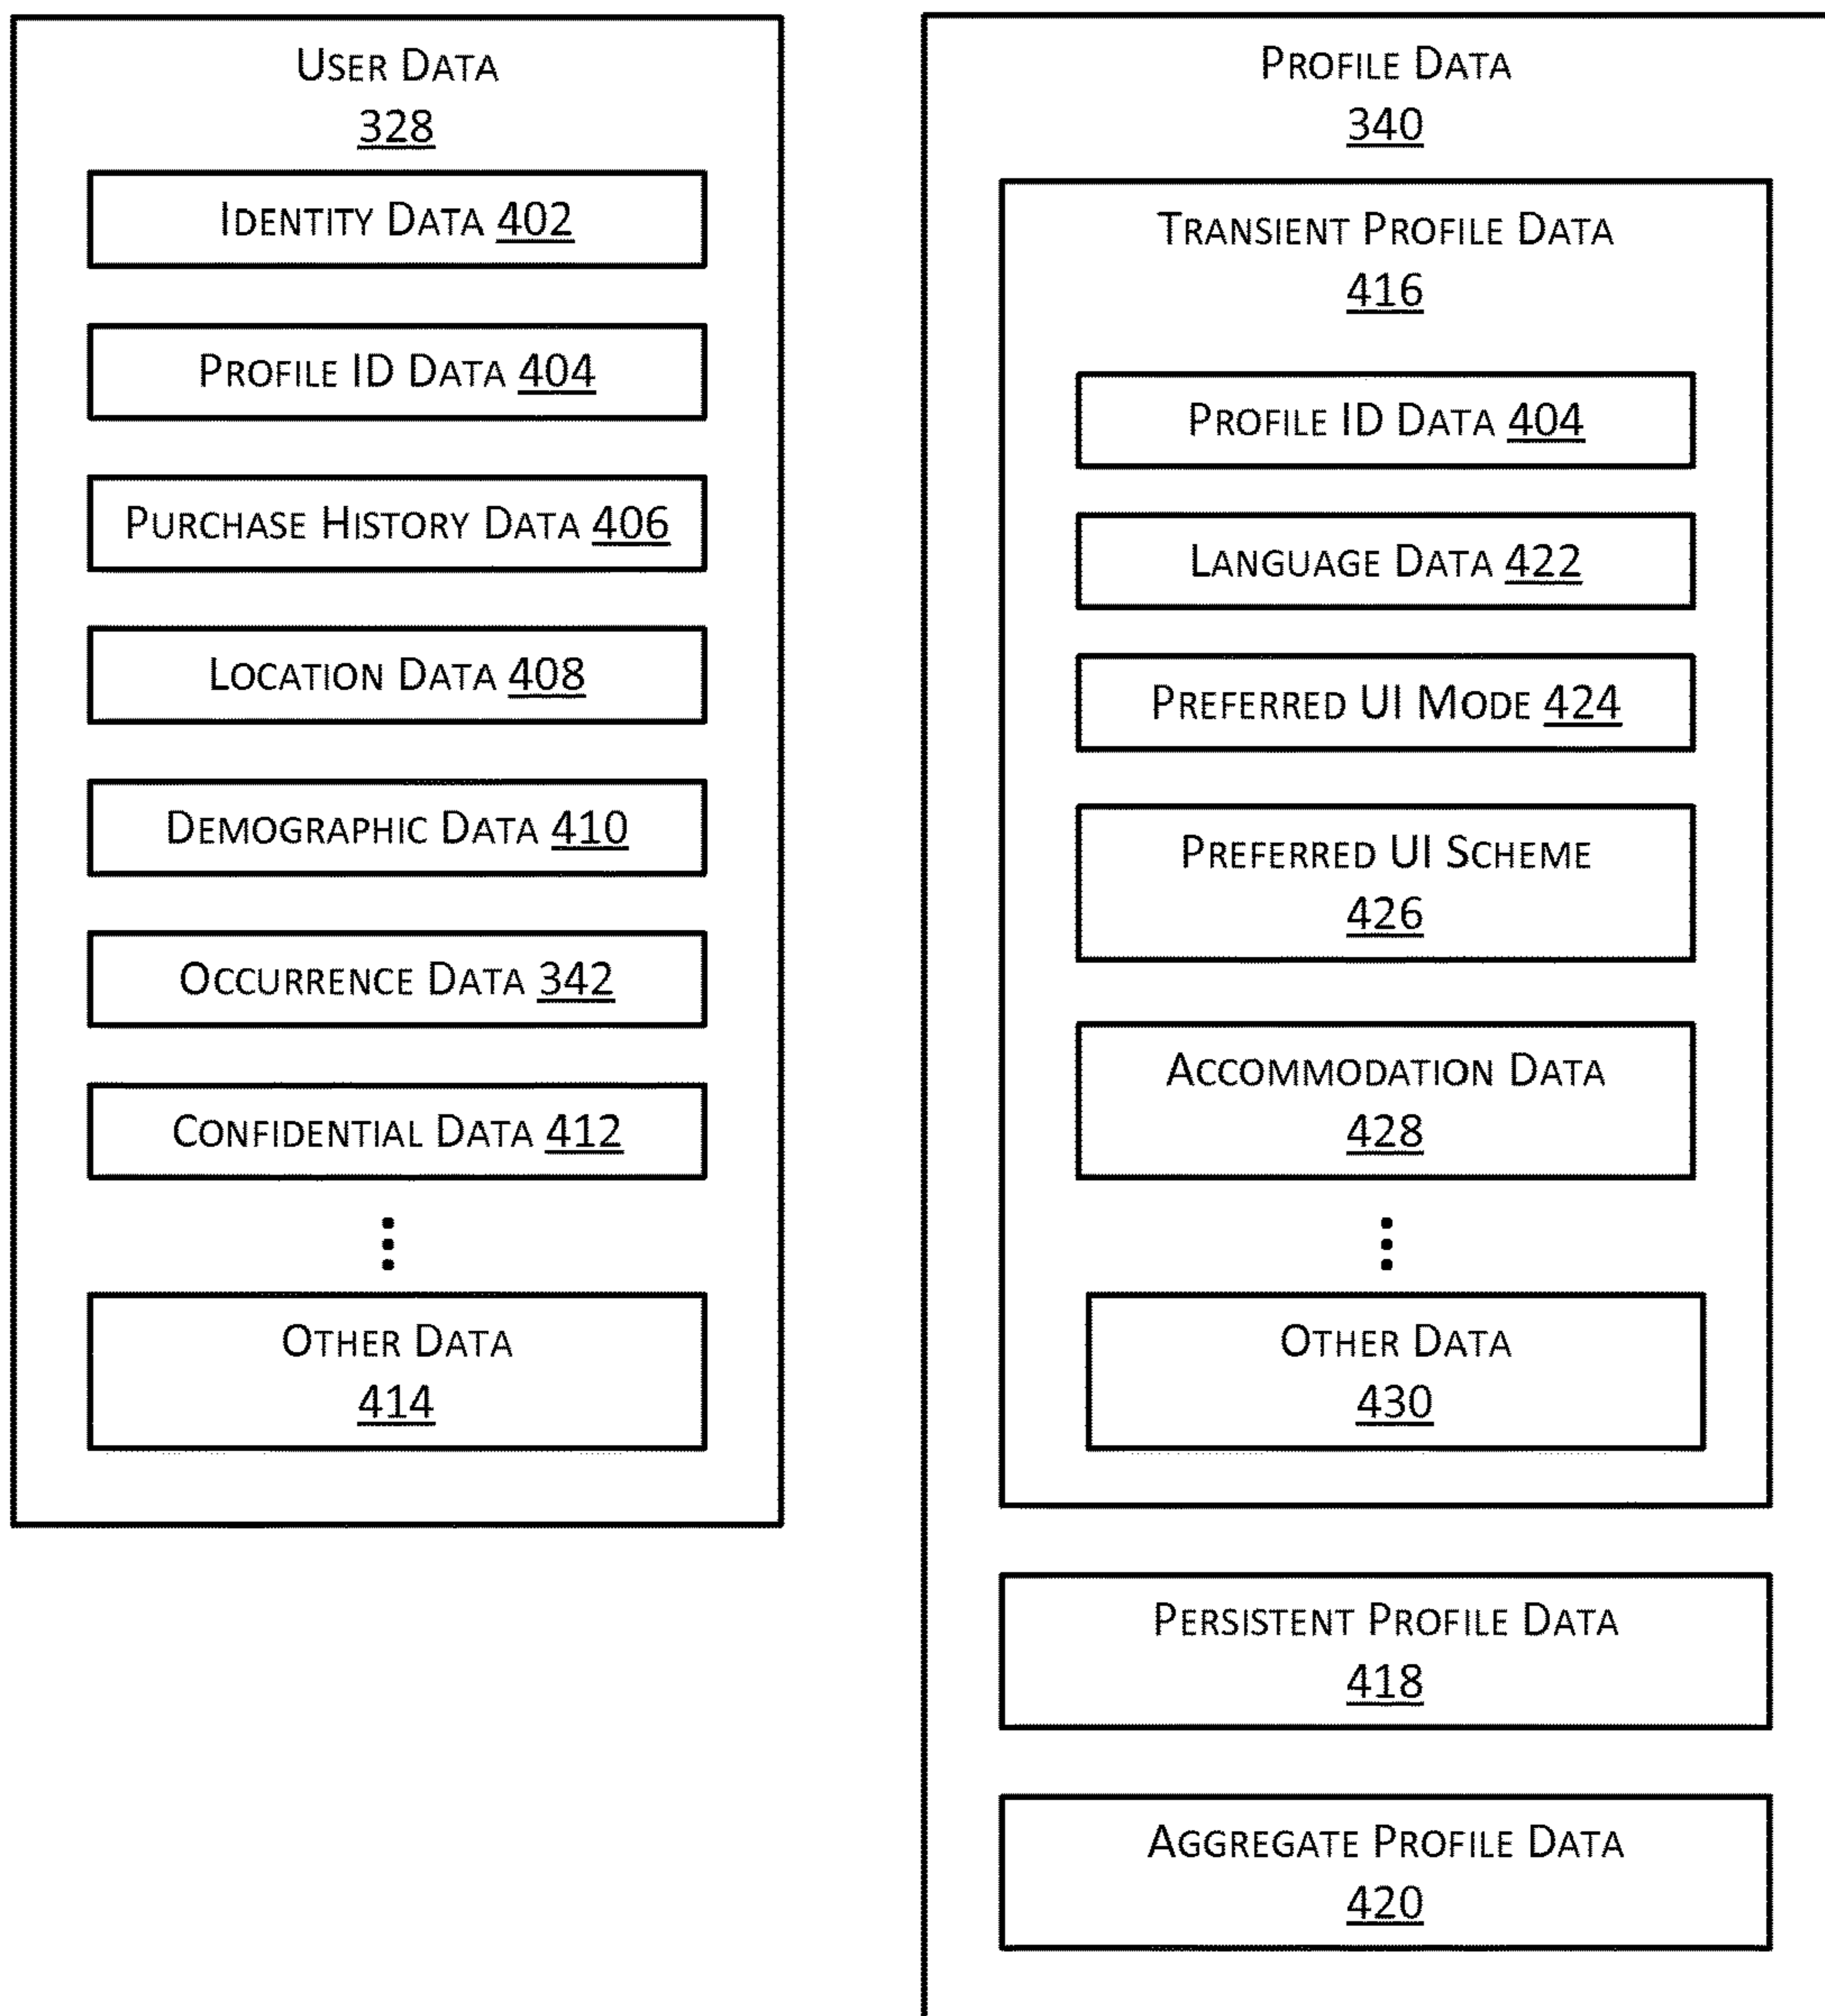 USER DATA
328
IDENTITY DATA 402
PROFILE ID DATA 404
PURCHASE HISTORY DATA 406
LOCATION DATA 408
DEMOGRAPHIC DATA 410
OCCURRENCE DATA 342
CONFIDENTIAL DATA 412
OTHER DATA
414
PROFILE DATA
340
TRANSIENT PROFILE DATA
416
PROFILE ID DATA 404
LANGUAGE DATA 422
PREFERRED UI MODE 424
PREFERRED UI SCHEME
426
ACCOMMODATION DATA
428
OTHER DATA
430
PERSISTENT PROFILE DATA
418
AGGREGATE PROFILE DATA
420